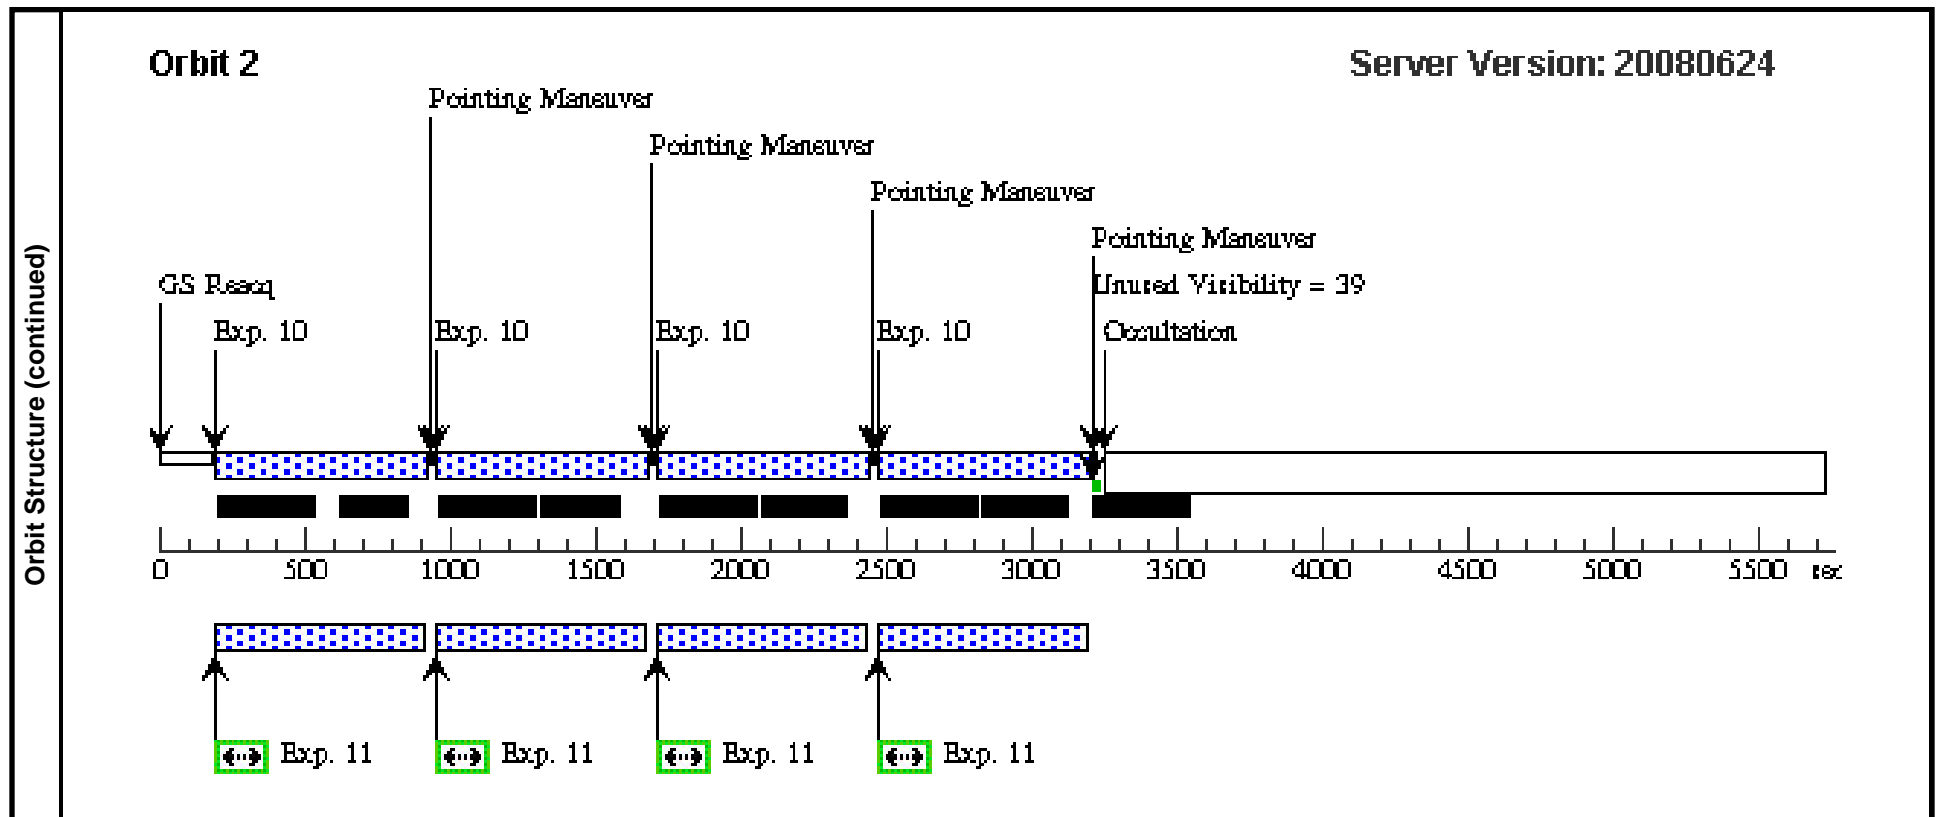 Orbit Structure (continued)
Orbit 2
Server Version: 20080624
Pointing Maneuver
Pointing Maneuver
Pointing Maneuver
Pointing Maneuver
GS Reacq
Unused Visibility = 39
Exp. 10
Exp. 10
Exp. 10
Exp. 10
Occultation
0 500 1000 1500 2000 2500 3000 3500 4000 4500 5000 5500 sec
Exp. 11
Exp. 11
Exp. 11
Exp. 11